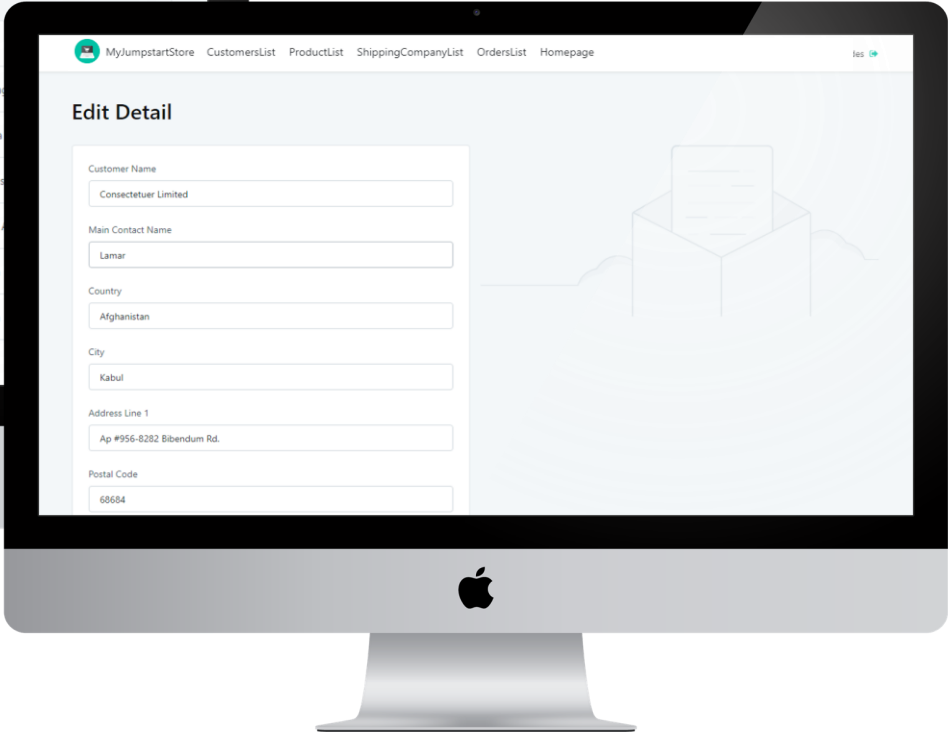 MyJumpstartStore CustomersList ProductList ShippingCompanyList OrdersList Homepage
Ies
Edit Detail
Customer Name
Consectetuer Limited
Main Contact Name
Lamar
Country
Afghanistan
City
Kabul
Address Line 1
Ap #956-8282 Bibendum Rd.
Postal Code
68684